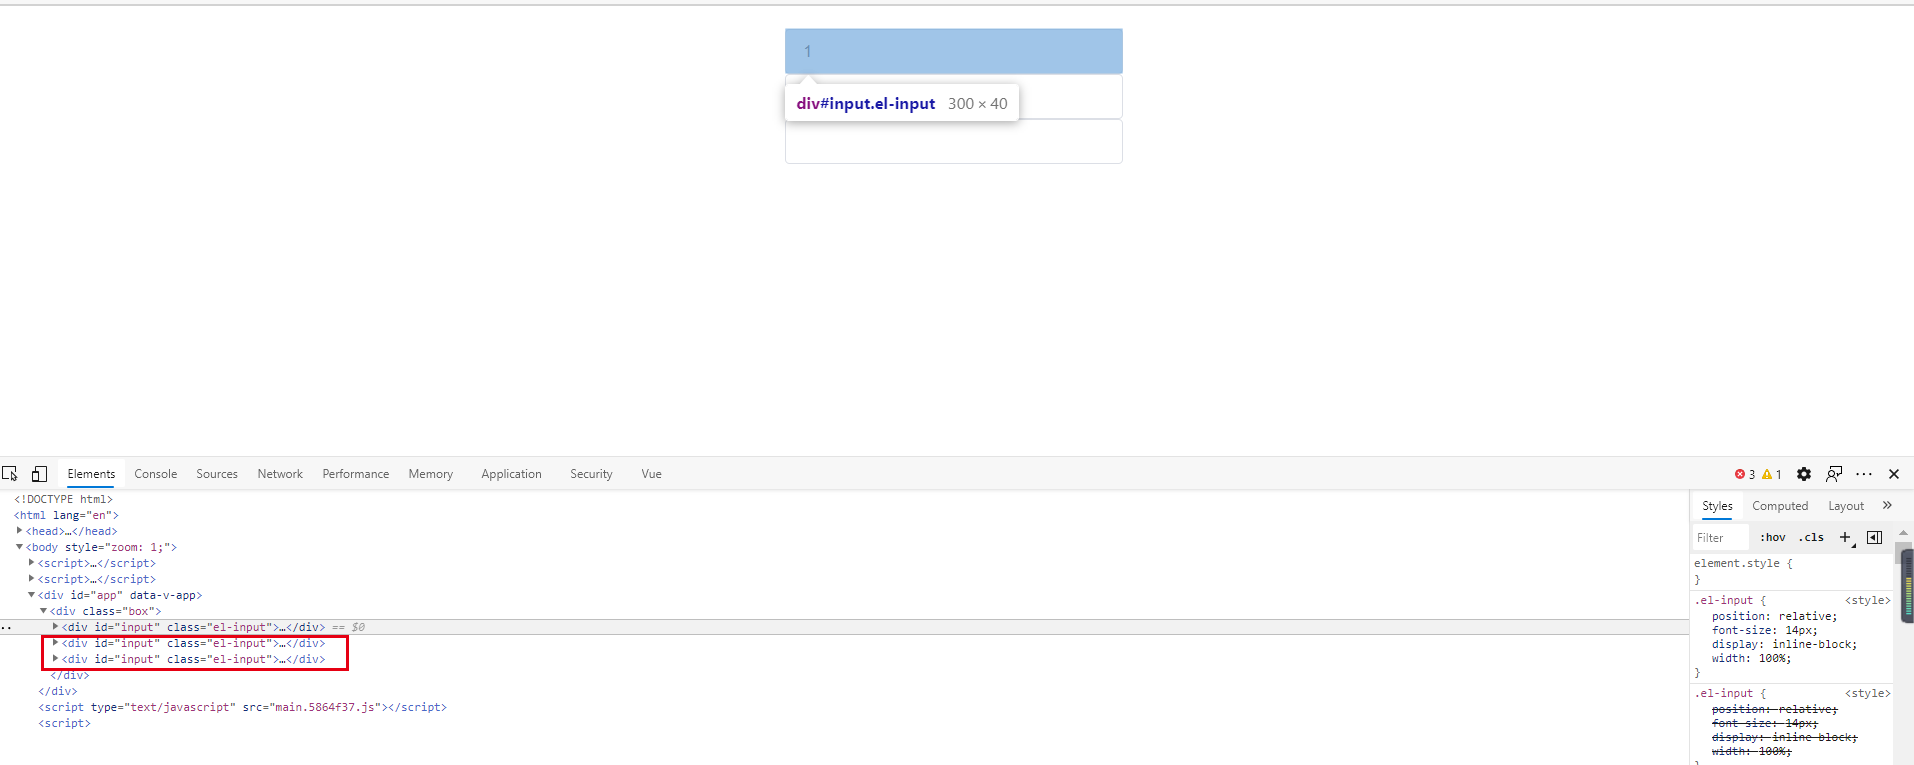 1
div#input.el-input 300 × 40
Elements Console Sources Network Performance Memory Application Security Vue 3 1
<!DOCTYPE html>
<html lang="en">
<head>…</head>
<body style="zoom: 1;">
<script>…</script>
<script>…</script>
<div id="app" data-v-app>
<div class="box">
<div id="input" class="el-input">…</div> == $0
<div id="input" class="el-input">…</div>
<div id="input" class="el-input">…</div>
</div>
</div>
<script type="text/javascript" src="main.5864f37.js"></script>
<script>
Styles Computed Layout »
Filter :hov .cls +
element.style {
}
.el-input { <style>
position: relative;
font-size: 14px;
display: inline-block;
width: 100%;
}
.el-input { <style>
position: relative;
font-size: 14px;
display: inline-block;
width: 100%;
}